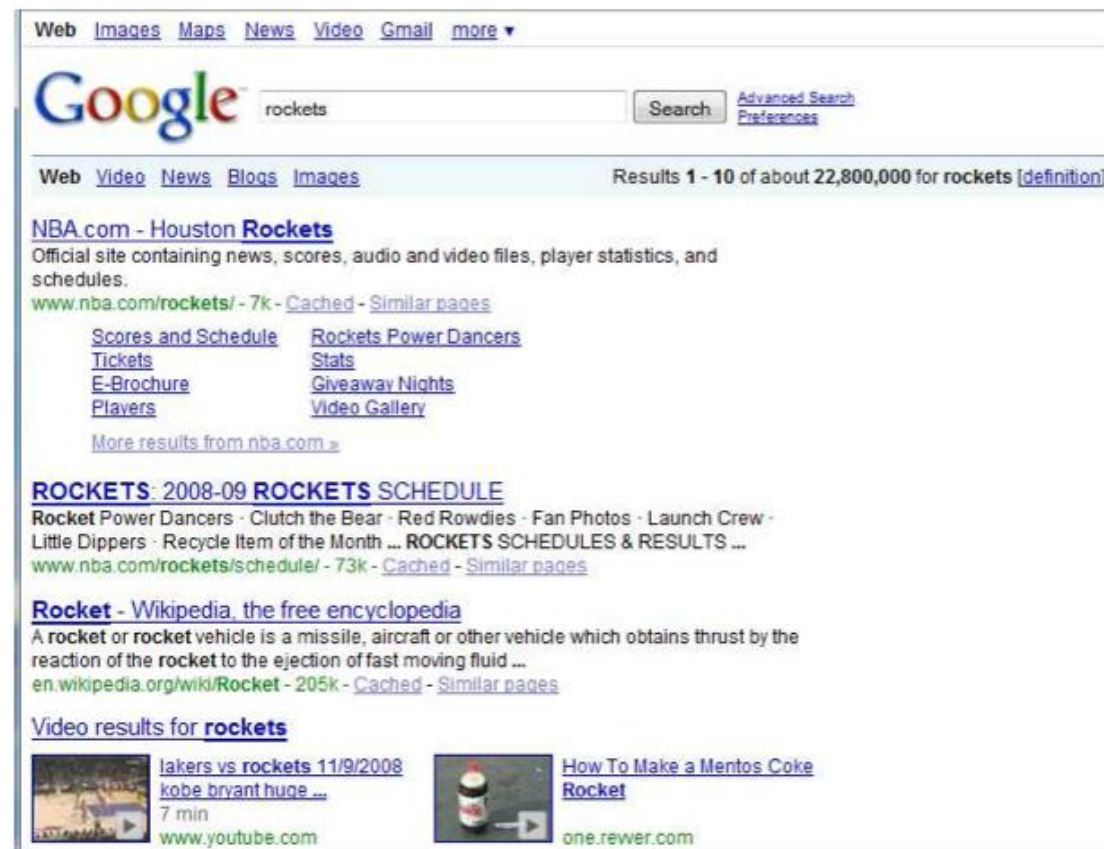 Web Images Maps News Video Gmail more ▼
Google rockets Search Advanced Search
Preferences
Web Video News Blogs Images Results 1 - 10 of about 22,800,000 for rockets [definition]
NBA.com - Houston Rockets
Official site containing news, scores, audio and video files, player statistics, and
schedules.
www.nba.com/rockets/ - 7k - Cached - Similar pages
Scores and Schedule Rockets Power Dancers
Tickets Stats
E-Brochure Giveaway Nights
Players Video Gallery
More results from nba.com »
ROCKETS: 2008-09 ROCKETS SCHEDULE
Rocket Power Dancers · Clutch the Bear · Red Rowdies · Fan Photos · Launch Crew ·
Little Dippers · Recycle Item of the Month ... ROCKETS SCHEDULES & RESULTS ...
www.nba.com/rockets/schedule/ - 73k - Cached - Similar pages
Rocket - Wikipedia, the free encyclopedia
A rocket or rocket vehicle is a missile, aircraft or other vehicle which obtains thrust by the
reaction of the rocket to the ejection of fast moving fluid ...
en.wikipedia.org/wiki/Rocket - 205k - Cached - Similar pages
Video results for rockets
lakers vs rockets 11/9/2008
kobe bryant huge ...
7 min
www.youtube.com
How To Make a Mentos Coke
Rocket
one.rewer.com